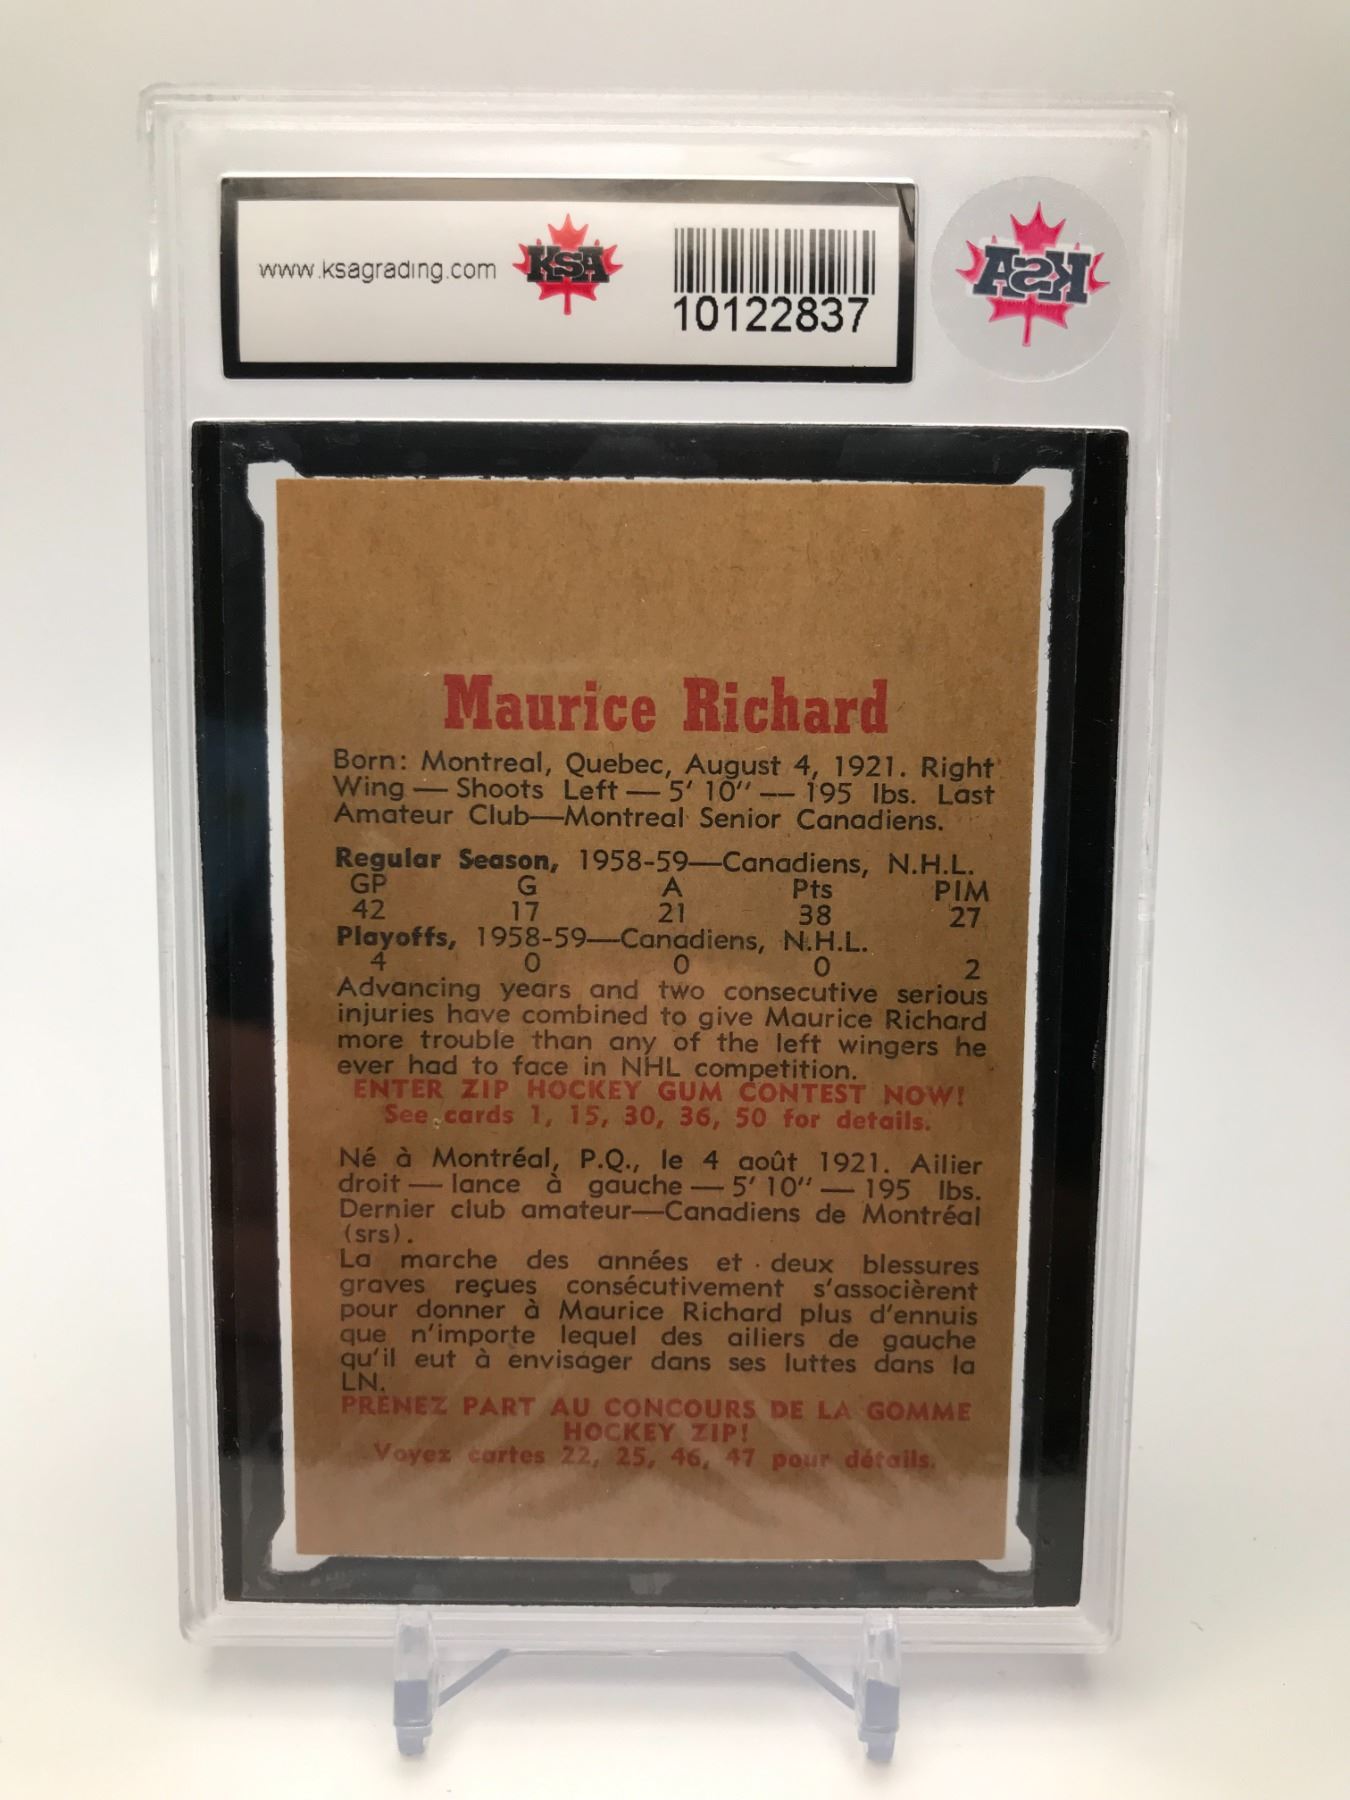 www.ksagrading.com
KSA
10122837
KSA
Maurice Richard
Born: Montreal, Quebec, August 4, 1921. Right
Wing — Shoots Left — 5' 10" — 195 lbs. Last
Amateur Club—Montreal Senior Canadiens.
Regular Season, 1958-59—Canadiens, N.H.L.
GP G A Pts PIM
42 17 21 38 27
Playoffs, 1958-59—Canadiens, N.H.L.
4 0 0 0 2
Advancing years and two consecutive serious
injuries have combined to give Maurice Richard
more trouble than any of the left wingers he
ever had to face in NHL competition.
ENTER ZIP HOCKEY GUM CONTEST NOW!
See cards 1, 15, 30, 36, 50 for details.
Né à Montréal, P.Q., le 4 août 1921. Ailier
droit — lance à gauche — 5' 10" — 195 lbs.
Dernier club amateur—Canadiens de Montréal
(srs).
La marche des années et deux blessures
graves reçues consécutivement s'associèrent
pour donner à Maurice Richard plus d'ennuis
que n'importe lequel des ailiers de gauche
qu'il eut à envisager dans ses luttes dans la
LN.
PRENEZ PART AU CONCOURS DE LA GOMME
HOCKEY ZIP!
Voyez cartes 22, 25, 46, 47 pour détails.